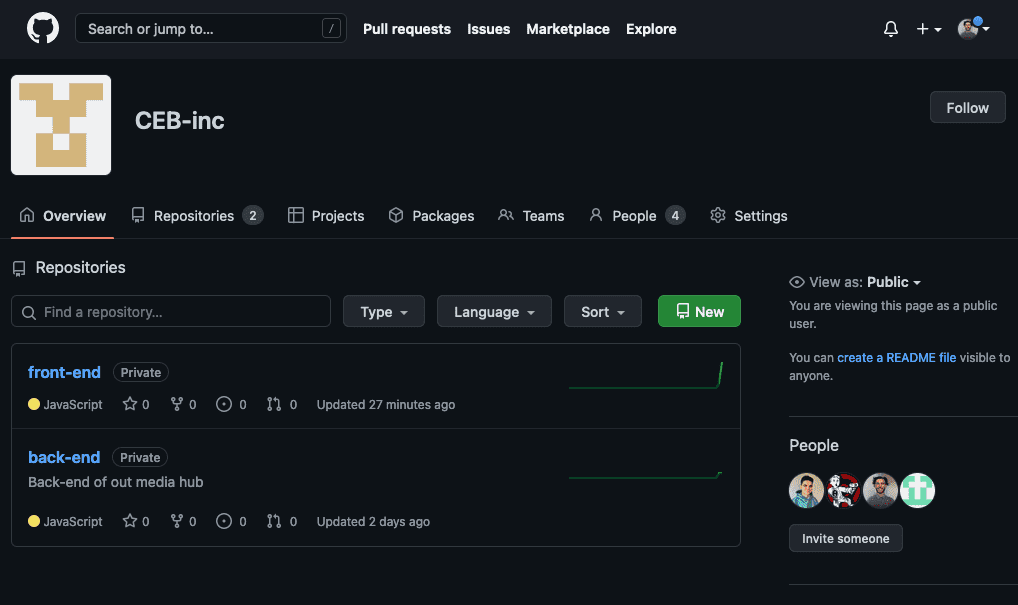 Search or jump to... /
Pull requests
Issues
Marketplace
Explore
CEB-inc
Follow
Overview
Repositories 2
Projects
Packages
Teams
People 4
Settings
Repositories
Find a repository...
Type
Language
Sort
New
front-end Private
JavaScript 0 0 0 0 Updated 27 minutes ago
back-end Private
Back-end of out media hub
JavaScript 0 0 0 0 Updated 2 days ago
View as: Public
You are viewing this page as a public
user.
You can create a README file visible to
anyone.
People
Invite someone